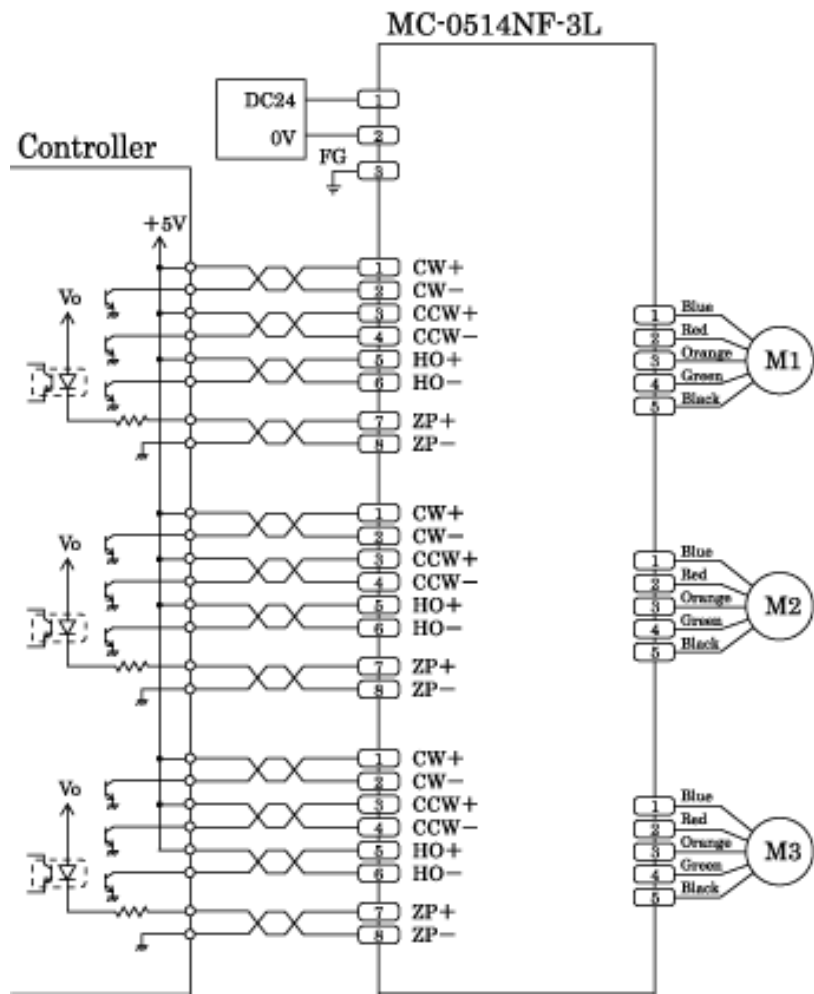 MC-0514NF-3L
DC24
1
0V
2
FG
3
Controller
+5V
1 CW+
2 CW-
Vo
3 CCW+
4 CCW-
5 HO+
6 HO-
7 ZP+
8 ZP-
1 Blue
2 Red
3 Orange
4 Green
5 Black
M1
1 CW+
2 CW-
Vo
3 CCW+
4 CCW-
5 HO+
6 HO-
7 ZP+
8 ZP-
1 Blue
2 Red
3 Orange
4 Green
5 Black
M2
1 CW+
2 CW-
Vo
3 CCW+
4 CCW-
5 HO+
6 HO-
7 ZP+
8 ZP-
1 Blue
2 Red
3 Orange
4 Green
5 Black
M3